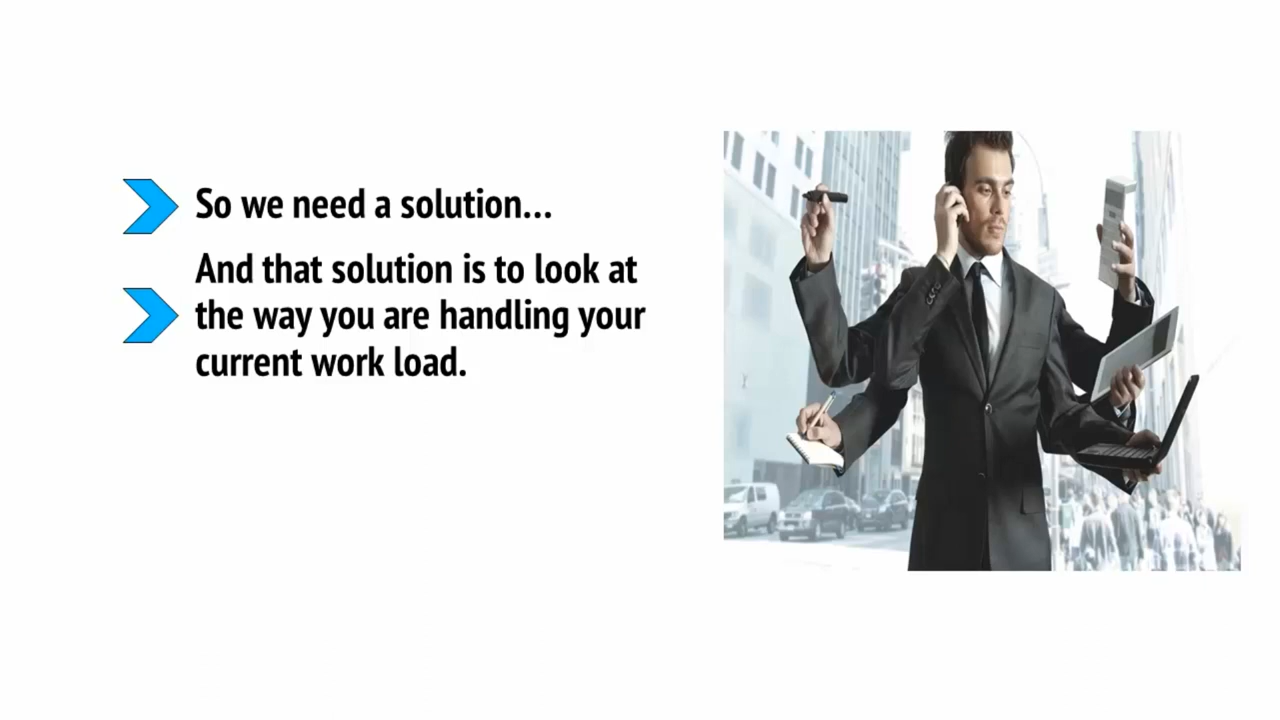 So we need a solution...
And that solution is to look at
the way you are handling your
current work load.